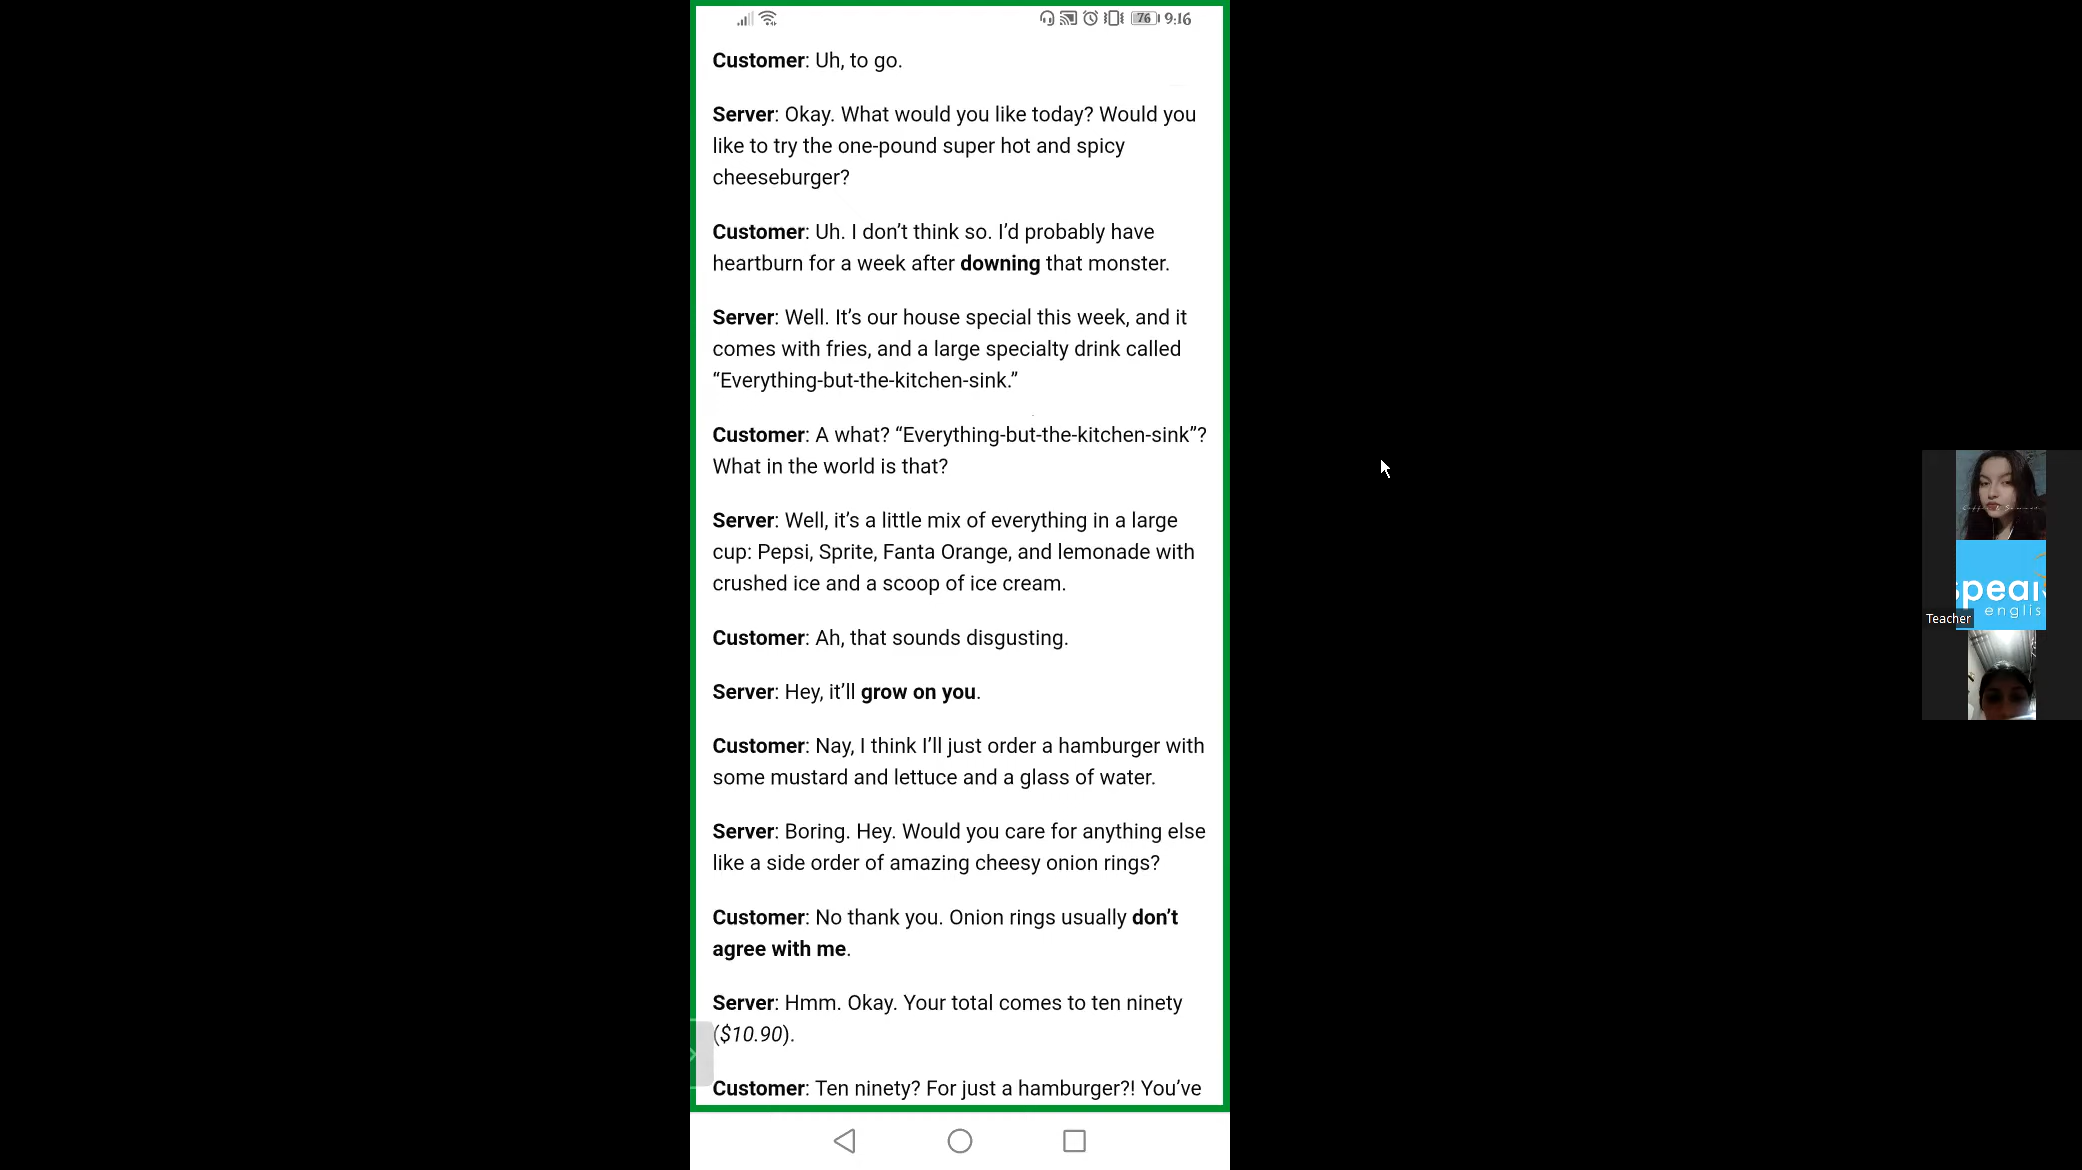 76 9:16
Customer: Uh, to go.
Server: Okay. What would you like today? Would you
like to try the one-pound super hot and spicy
cheeseburger?
Customer: Uh. I don’t think so. I’d probably have
heartburn for a week after downing that monster.
Server: Well. It’s our house special this week, and it
comes with fries, and a large specialty drink called
“Everything-but-the-kitchen-sink.”
Customer: A what? “Everything-but-the-kitchen-sink”?
What in the world is that?
Server: Well, it’s a little mix of everything in a large
cup: Pepsi, Sprite, Fanta Orange, and lemonade with
crushed ice and a scoop of ice cream.
Customer: Ah, that sounds disgusting.
Server: Hey, it’ll grow on you.
Customer: Nay, I think I’ll just order a hamburger with
some mustard and lettuce and a glass of water.
Server: Boring. Hey. Would you care for anything else
like a side order of amazing cheesy onion rings?
Customer: No thank you. Onion rings usually don’t
agree with me.
Server: Hmm. Okay. Your total comes to ten ninety
($10.90).
Customer: Ten ninety? For just a hamburger?! You’ve
speak
englis
Teacher